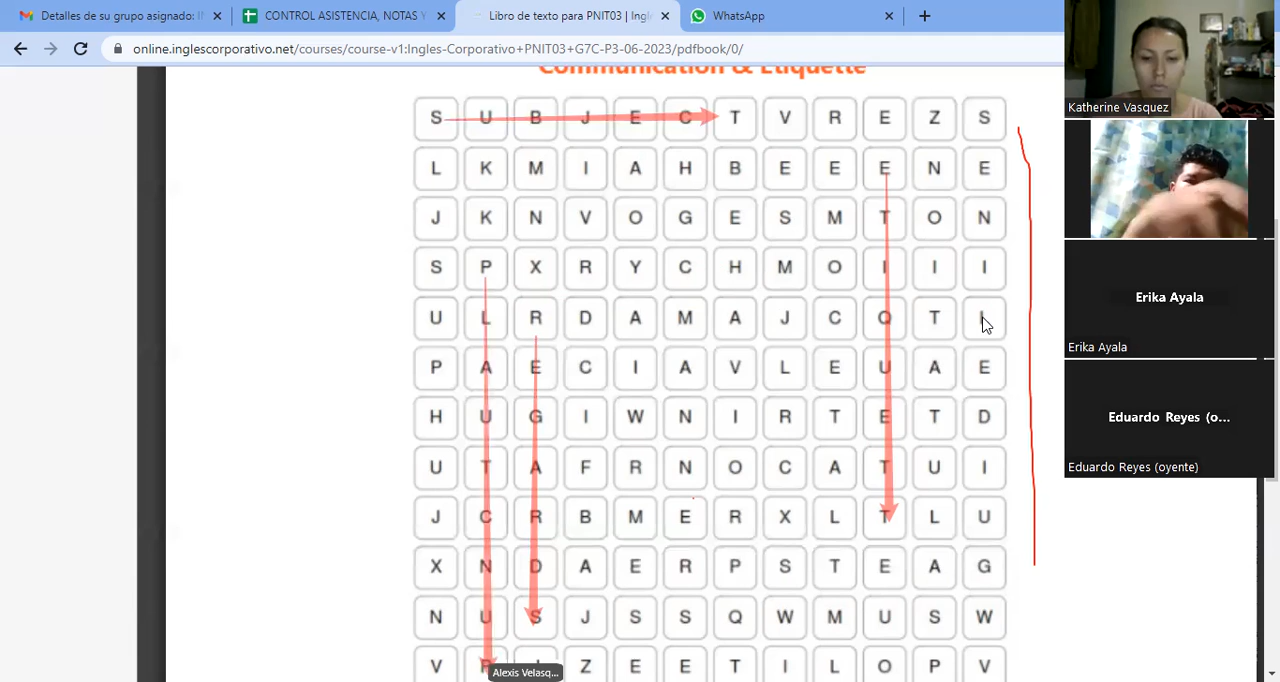 Detalles de su grupo asignado: I
CONTROL ASISTENCIA, NOTAS Y
Libro de texto para PNIT03 | Ingl
WhatsApp
online.inglescorporativo.net/courses/course-v1:Ingles-Corporativo+PNIT03+G7C-P3-06-2023/pdfbook/0/
Communication & Etiquette
S U B J E C T V R E Z S
L K M I A H B E E E N E
J K N V O G E S M T O N
S P X R Y C H M O I I I
U L R D A M A J C Q T L
P A E C I A V L E U A E
H U G I W N I R T E T D
U T A F R N O C A T U I
J C R B M E R X L T L U
X N D A E R P S T E A G
N U S J S S Q W M U S W
V P Z E E T I L O P V
Alexis Velasq...
Katherine Vasquez
Erika Ayala
Erika Ayala
Eduardo Reyes (o...
Eduardo Reyes (oyente)